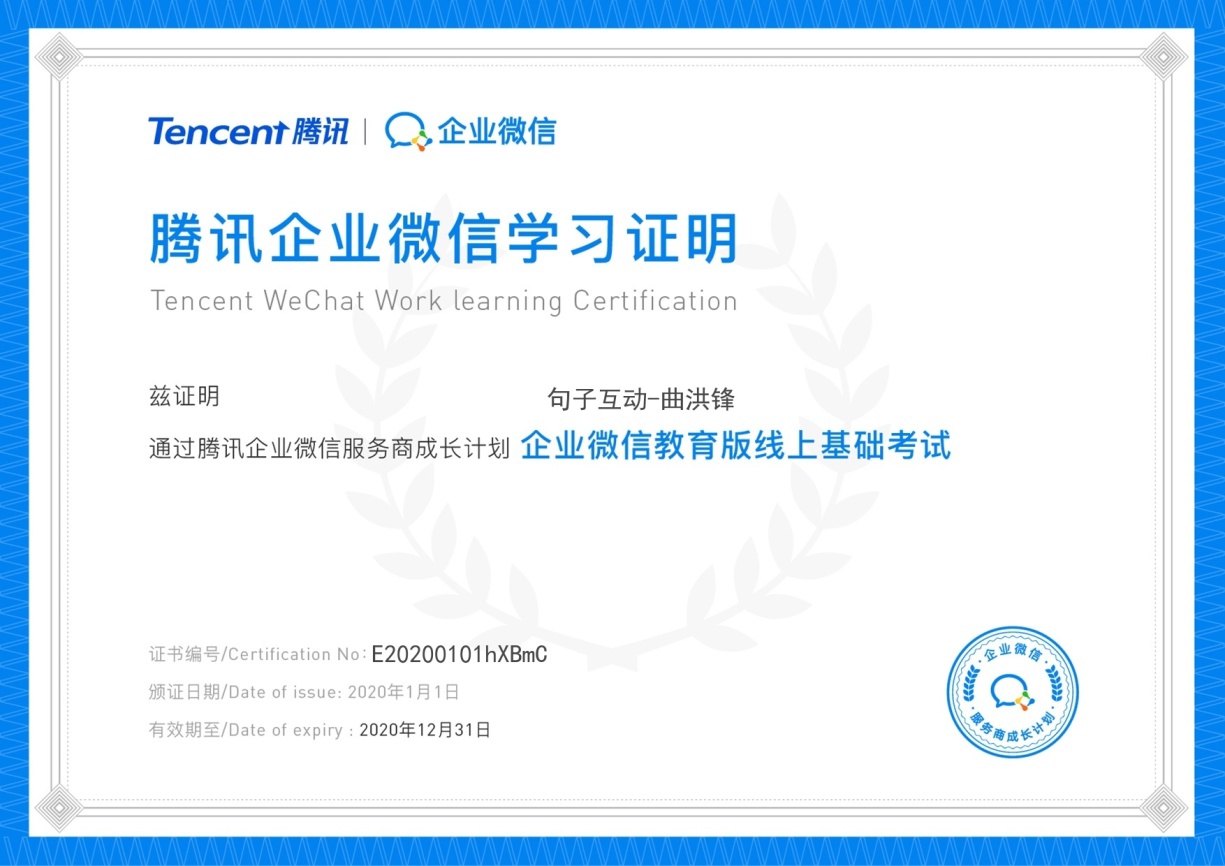 Tencent腾讯 | 企业微信
腾讯企业微信学习证明
Tencent WeChat Work learning Certification
兹证明 句子互动-曲洪锋
通过腾讯企业微信服务商成长计划 企业微信教育版线上基础考试
证书编号/Certification No: E20200101hXBmC
颁证日期/Date of issue: 2020年1月1日
有效期至/Date of expiry : 2020年12月31日
·企业微信·
·服务商成长计划·